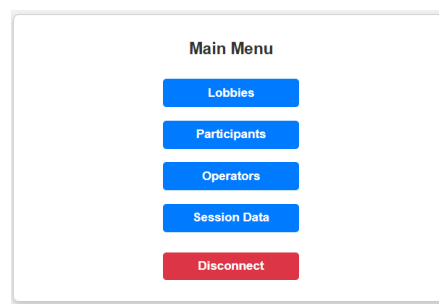 Main Menu
Lobbies
Participants
Operators
Session Data
Disconnect